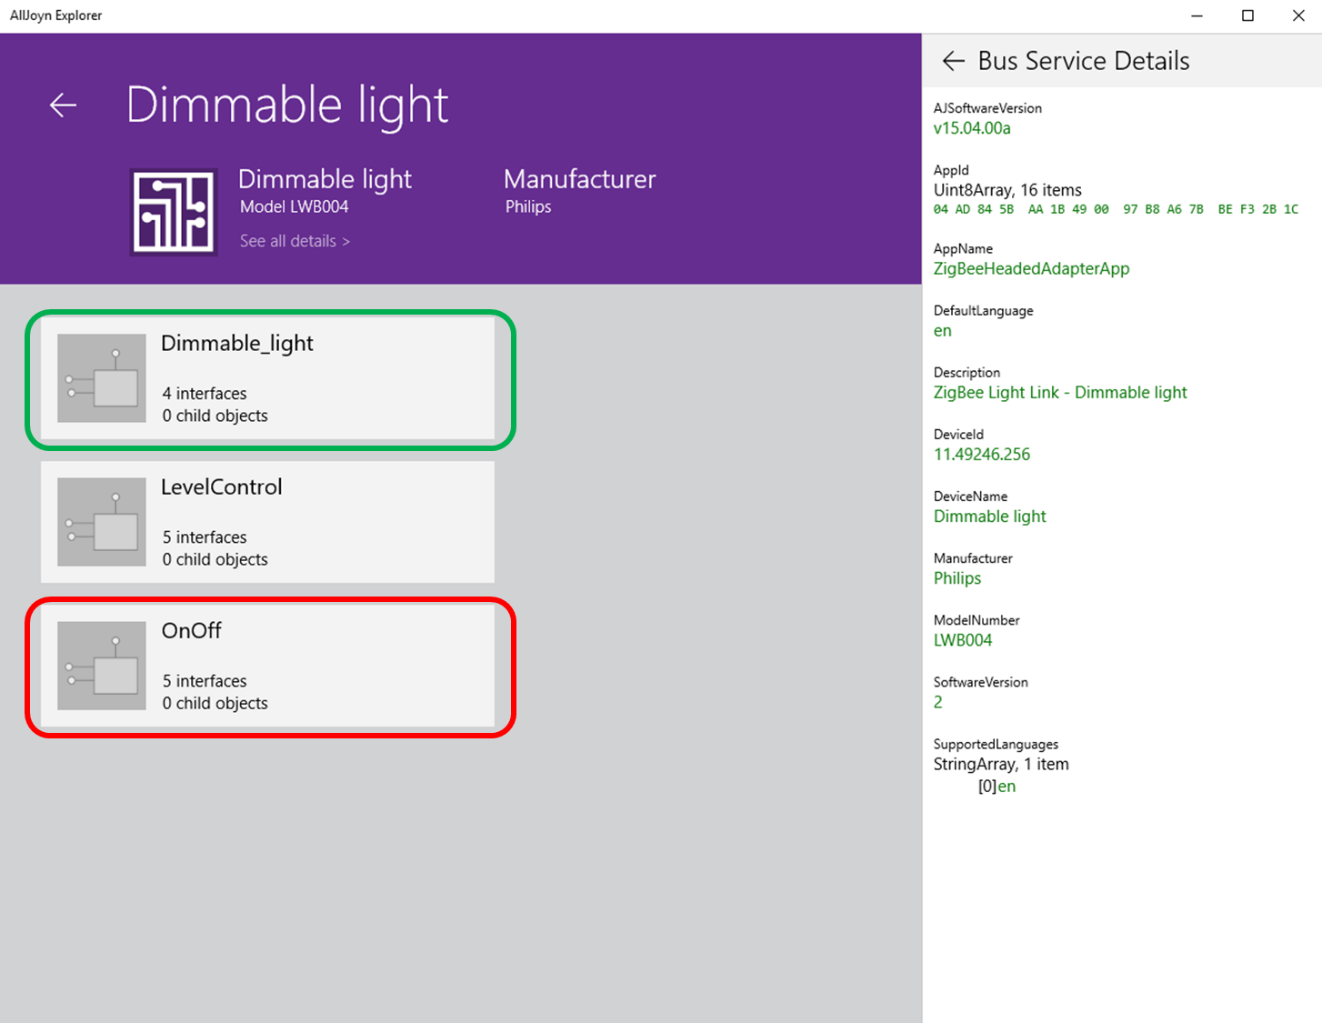 AllJoyn Explorer
Dimmable light
Dimmable light
Model LWB004
See all details >
Manufacturer
Philips
Dimmable_light
4 interfaces
0 child objects
LevelControl
5 interfaces
0 child objects
OnOff
5 interfaces
0 child objects
Bus Service Details
AJSoftwareVersion
v15.04.00a
AppId
Uint8Array, 16 items
04 AD 84 5B AA 1B 49 00 97 B8 A6 7B BE F3 2B 1C
AppName
ZigBeeHeadedAdapterApp
DefaultLanguage
en
Description
ZigBee Light Link - Dimmable light
DeviceId
11.49246.256
DeviceName
Dimmable light
Manufacturer
Philips
ModelNumber
LWB004
SoftwareVersion
2
SupportedLanguages
StringArray, 1 item
[0]en